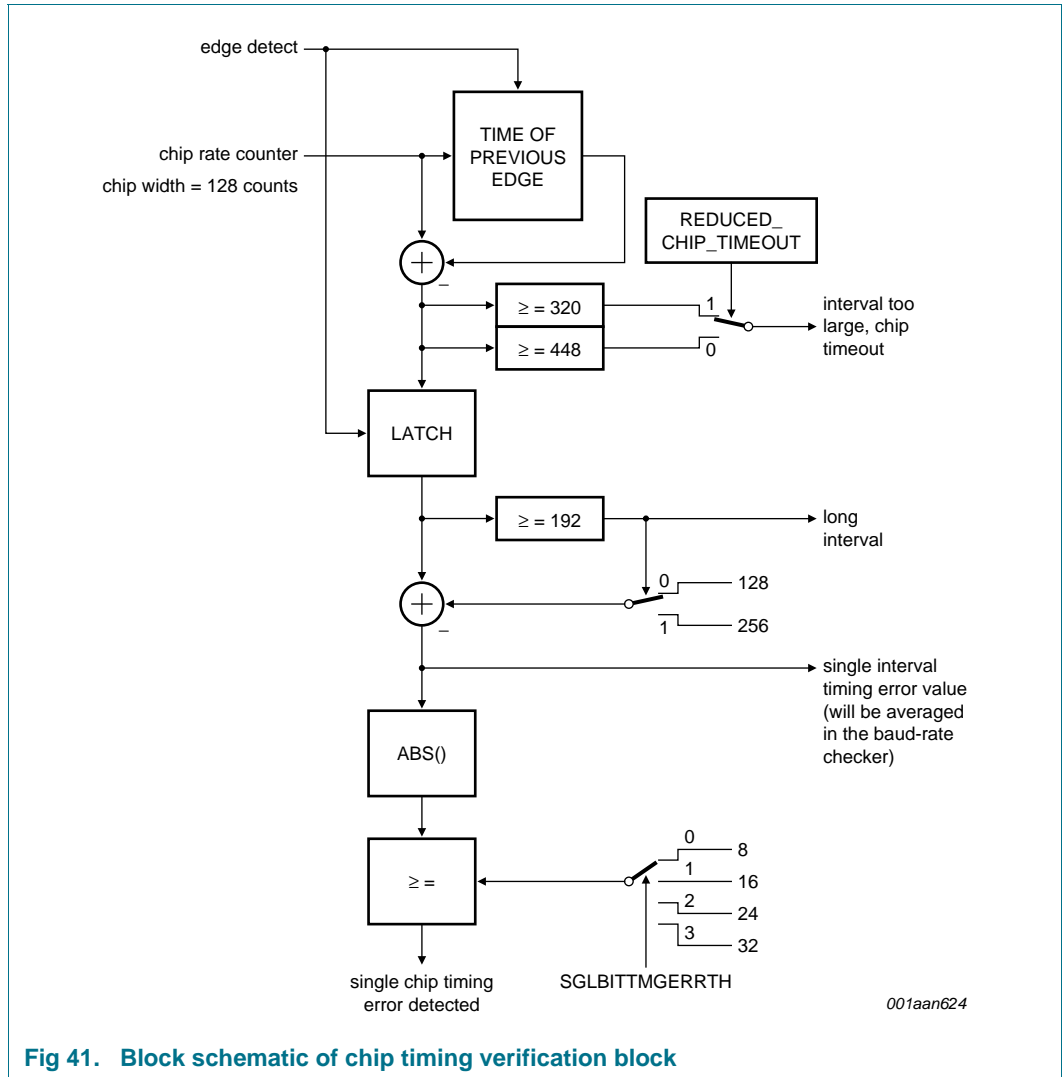 edge detect
TIME OF
PREVIOUS
EDGE
chip rate counter
chip width = 128 counts
REDUCED_
CHIP_TIMEOUT
+
−
≥ = 320
1
interval too
large, chip
timeout
≥ = 448
0
LATCH
≥ = 192
long
interval
0
128
+
−
1
256
single interval
timing error value
(will be averaged
in the baud-rate
checker)
ABS()
≥ =
0
8
1
16
2
24
3
32
single chip timing
error detected
SGLBITTMGERRTH
001aan624
Fig 41. Block schematic of chip timing verification block